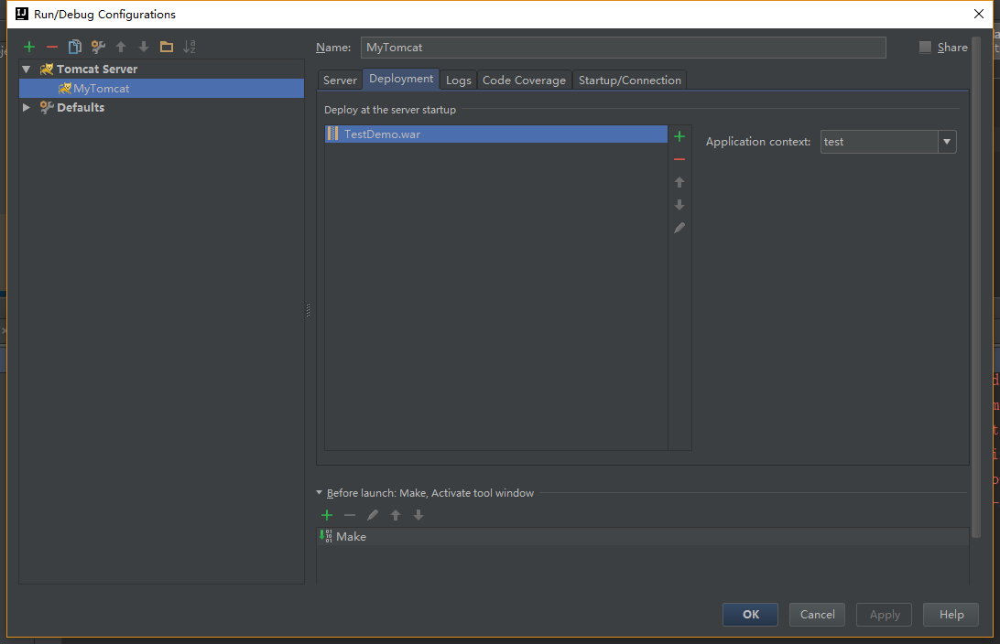 Run/Debug Configurations
Name: MyTomcat Share
Tomcat Server
MyTomcat
Defaults
Server Deployment Logs Code Coverage Startup/Connection
Deploy at the server startup
TestDemo.war
Application context: test
Before launch: Make, Activate tool window
Make
OK Cancel Apply Help